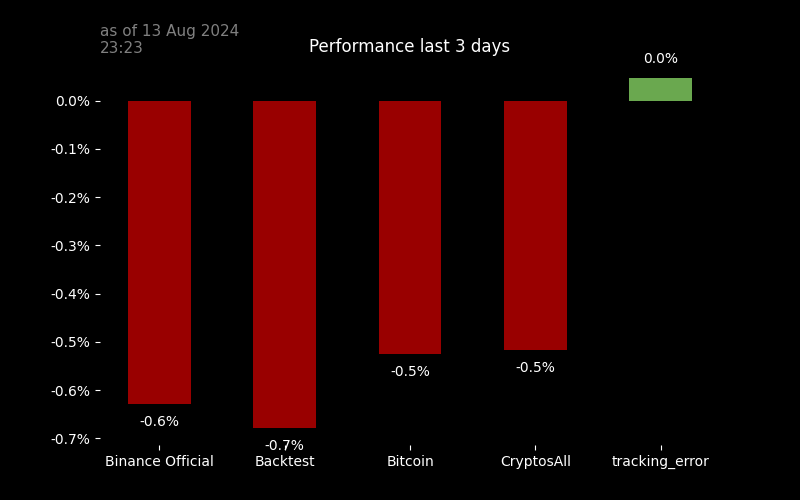 as of 13 Aug 2024
23:23
Performance last 3 days
0.0%
0.0%
-0.1%
-0.2%
-0.3%
-0.4%
-0.5%
-0.6%
-0.7%
-0.6%
-0.7%
-0.5%
-0.5%
Binance Official
Backtest
Bitcoin
CryptosAll
tracking_error